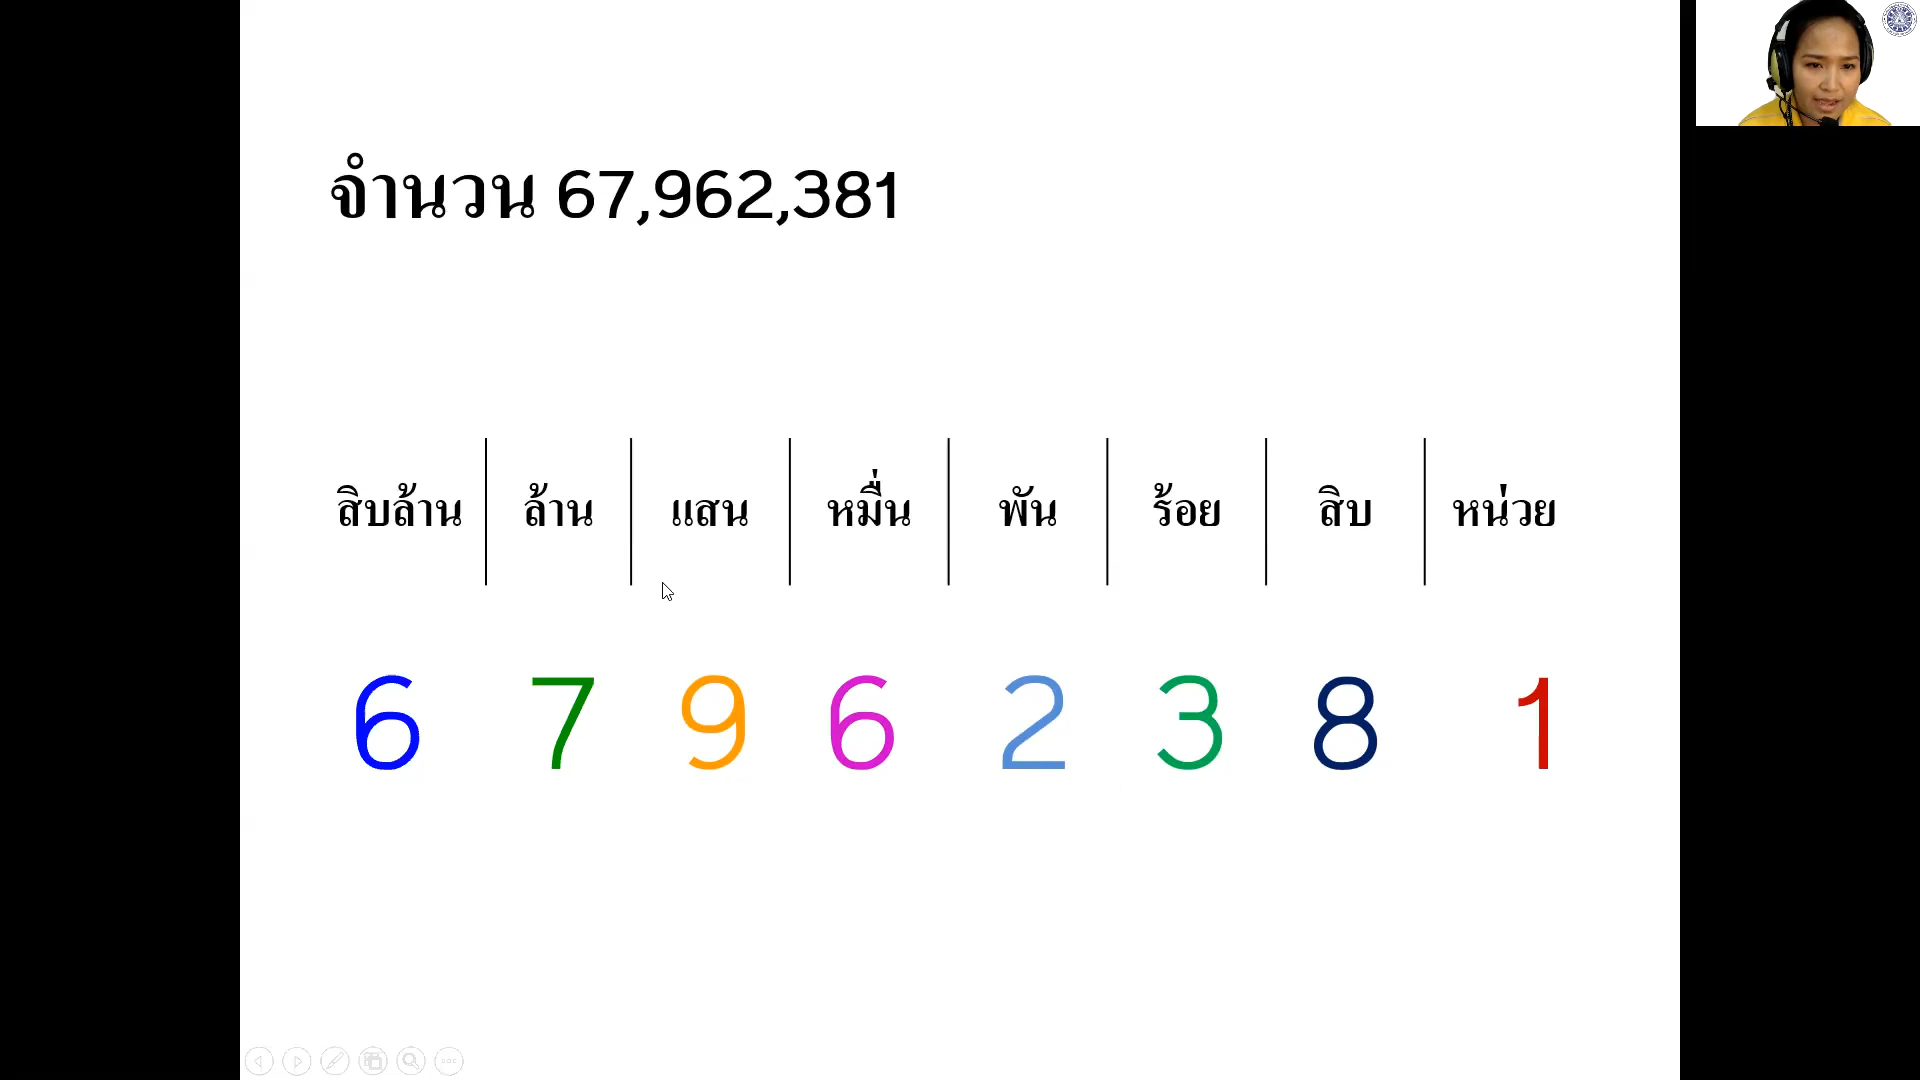 จำนวน 67,962,381
สิบล้าน ล้าน แสน หมื่น พัน ร้อย สิบ หน่วย
6 7 9 6 2 3 8 1